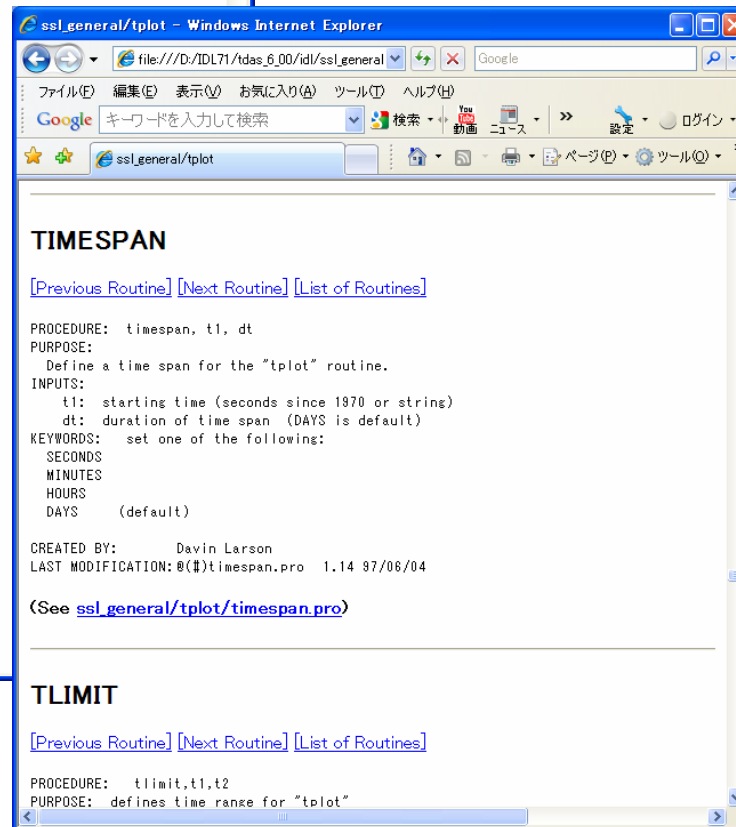 ssl_general/tplot - Windows Internet Explorer
file:///D:/IDL71/tdas_6_00/idl/ssl_general
Google
ファイル(F) 編集(E) 表示(V) お気に入り(A) ツール(T) ヘルプ(H)
Google キーワードを入力して検索 検索 You Tube 動画 ニュース » 設定 ログイン
ssl_general/tplot ページ(P) ツール(O)
TIMESPAN
[Previous Routine] [Next Routine] [List of Routines]
PROCEDURE: timespan, t1, dt
PURPOSE:
Define a time span for the "tplot" routine.
INPUTS:
t1: starting time (seconds since 1970 or string)
dt: duration of time span (DAYS is default)
KEYWORDS: set one of the following:
SECONDS
MINUTES
HOURS
DAYS (default)
CREATED BY: Davin Larson
LAST MODIFICATION: @(#)timespan.pro 1.14 97/06/04
(See ssl_general/tplot/timespan.pro)
TLIMIT
[Previous Routine] [Next Routine] [List of Routines]
PROCEDURE: tlimit,t1,t2
PURPOSE: defines time range for "tplot"